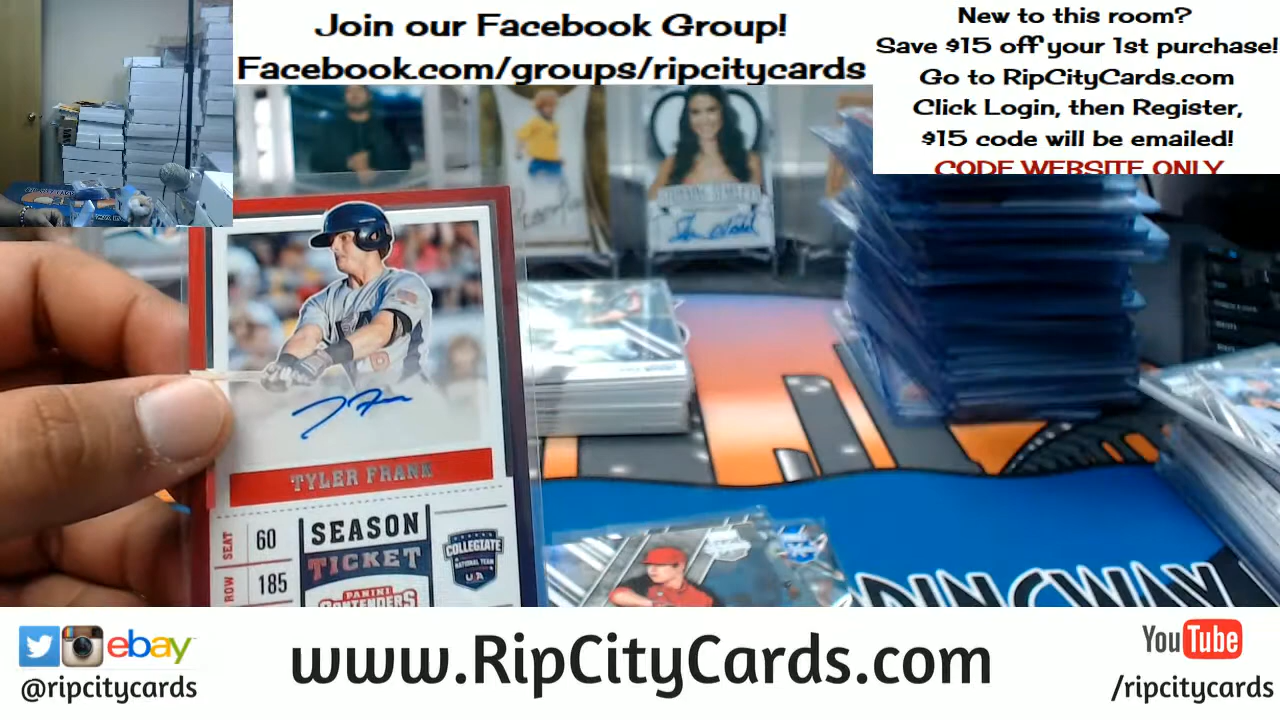 Join our Facebook Group!
Facebook.com/groups/ripcitycards
New to this room?
Save $15 off your 1st purchase!
Go to RipCityCards.com
Click Login, then Register,
$15 code will be emailed!
CODE WEBSITE ONLY
TYLER FRANK
SEAT 60
ROW 185
SEASON
TICKET
PANINI
CONTENDERS
COLLEGIATE
NATIONAL TEAM
USA
ebay
@ripcitycards
www.RipCityCards.com
YouTube
/ripcitycards